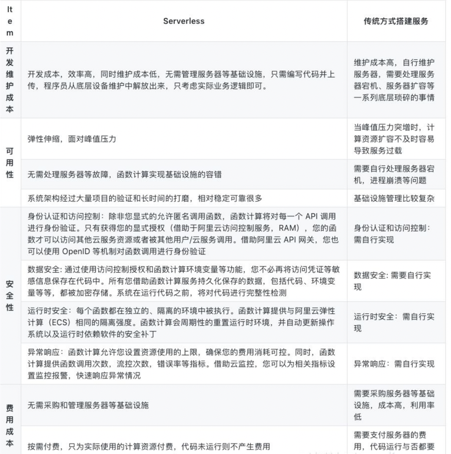 Item
Serverless
传统方式搭建服务
开发维护成本
开发成本，效率高、同时维护成本低，无需管理服务器等基础设施，只需编写代码并上
传，程序员从底层设备维护中解放出来，只考虑实际业务逻辑即可。
维护成本高，自行维护
服务器，需要处理服务
器宕机、服务器扩容等
一系列底层琐碎的事情
可用性
弹性伸缩，面对峰值压力
当峰值压力突增时，计
算资源扩容不及时容易
导致服务过载
无需处理服务器等故障，函数计算实现基础设施的容错
需要自行处理服务器宕
机、进程崩溃等问题
系统架构经过大量项目的验证和长时间的打磨，相对稳定可靠很多
基础设施管理比较复杂
安全性
身份认证和访问控制：除非您显式的允许匿名调用函数，函数计算将对每一个 API 调用
进行身份验证。只有获得您的显式授权（借助于阿里云访问控制服务，RAM），您的函
数才可以访问其他云服务资源或者被其他用户/云服务调用。借助阿里云 API 网关，您也
可以使用 OpenID 等机制对函数调用进行身份验证
身份认证和访问控制：
需自行实现
数据安全: 通过使用访问控制授权和函数计算环境变量等功能，您不必再将访问凭证等敏
感信息保存在代码中。所有您借助函数计算服务持久化保存的数据，包括代码、环境变
量等等，都被加密存储。系统在运行代码之前，将对代码进行完整性检测
数据安全: 需要自行实
现
运行时安全：每个函数都在独立的、隔离的环境中被执行。函数计算提供与阿里云弹性
计算（ECS）相同的隔离强度。函数计算会周期性的重置运行时环境，并自动更新操作
系统以及运行时依赖软件的安全补丁
运行时安全：需自行实
现
异常响应：函数计算允许您设置资源使用的上限，确保您的费用消耗可控。同时，函数
计算提供函数调用次数，流控次数，错误率等指标。借助云监控，您可以为相关指标设
置监控报警，快速响应异常情况
异常响应：需自行实现
费用成本
无需采购和管理服务器等基础设施
需要采购服务器等基础
设施，成本高，利用率
低
按需付费，只为实际使用的计算资源付费，代码未运行则不产生费用
需要支付服务器的费
用，代码运行与否都要